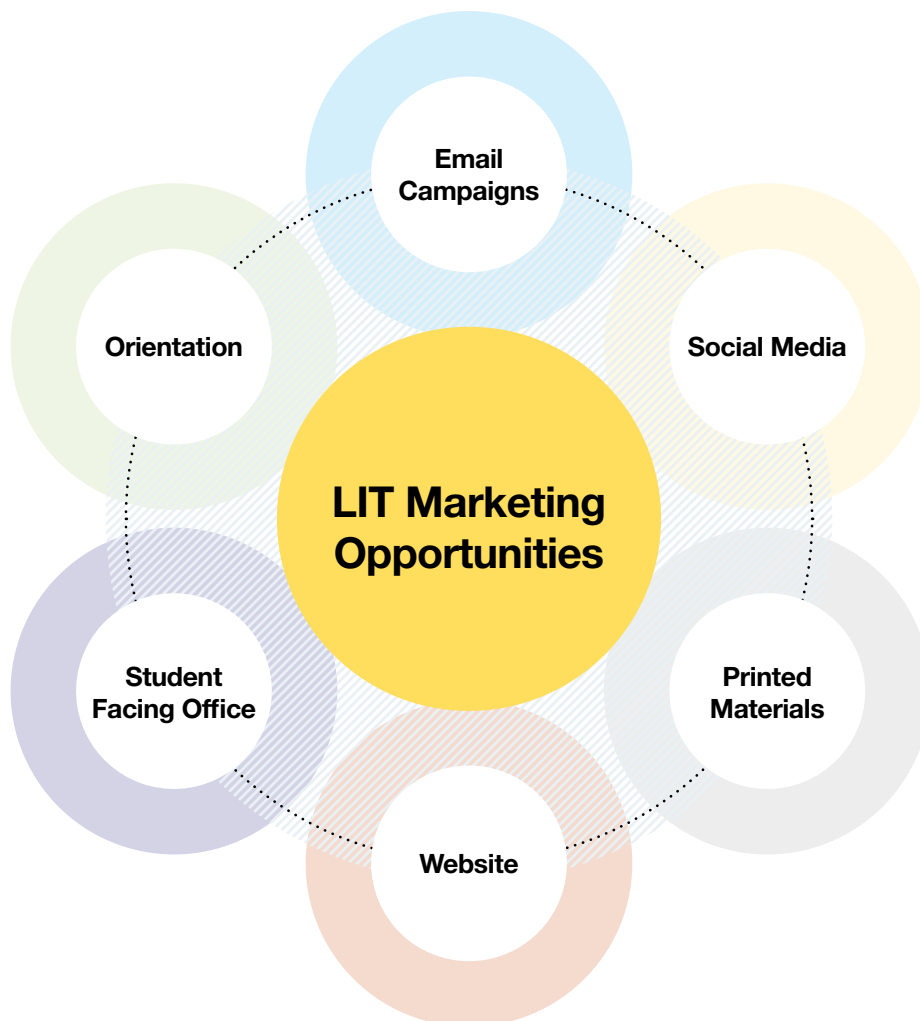 Email
Campaigns
Orientation
Social Media
LIT Marketing
Opportunities
Student
Facing Office
Printed
Materials
Website